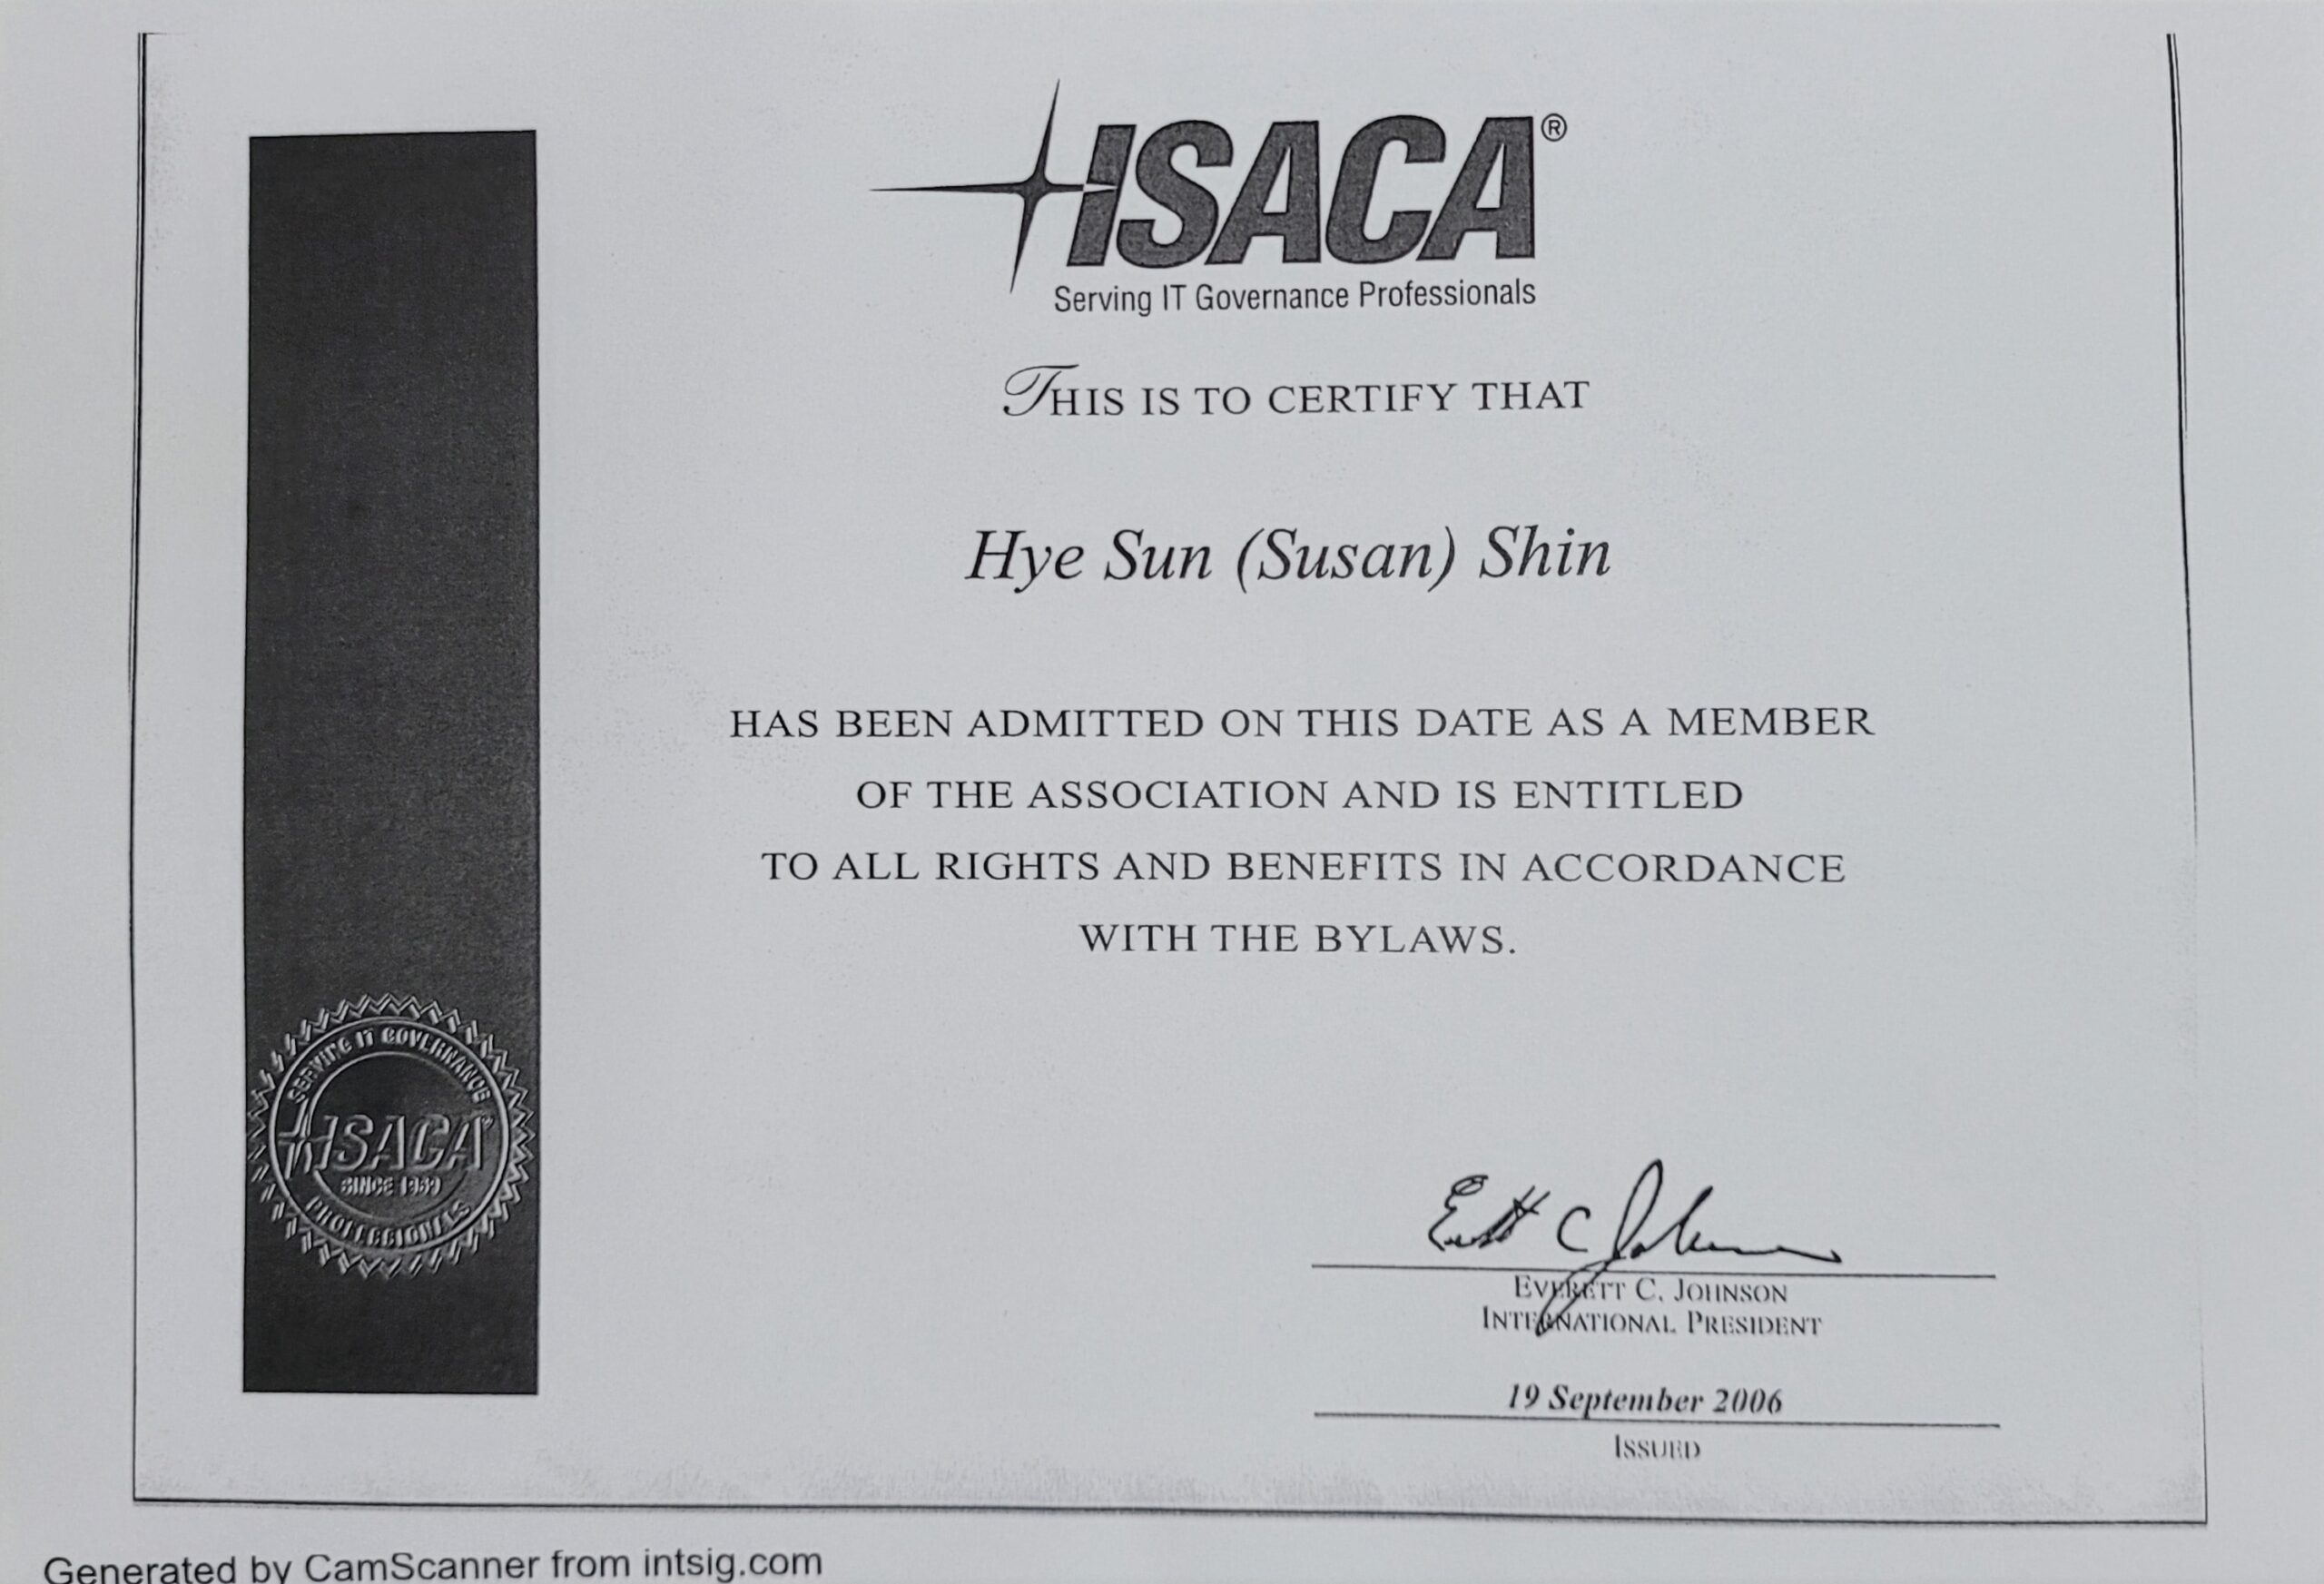 ISACA®
Serving IT Governance Professionals
THIS IS TO CERTIFY THAT
Hye Sun (Susan) Shin
HAS BEEN ADMITTED ON THIS DATE AS A MEMBER
OF THE ASSOCIATION AND IS ENTITLED
TO ALL RIGHTS AND BENEFITS IN ACCORDANCE
WITH THE BYLAWS.
SERVING IT GOVERNANCE
ISACA®
SINCE 1969
PROFESSIONALS
Everett C. Johnson
EVERETT C. JOHNSON
INTERNATIONAL PRESIDENT
19 September 2006
ISSUED
Generated by CamScanner from intsig.com